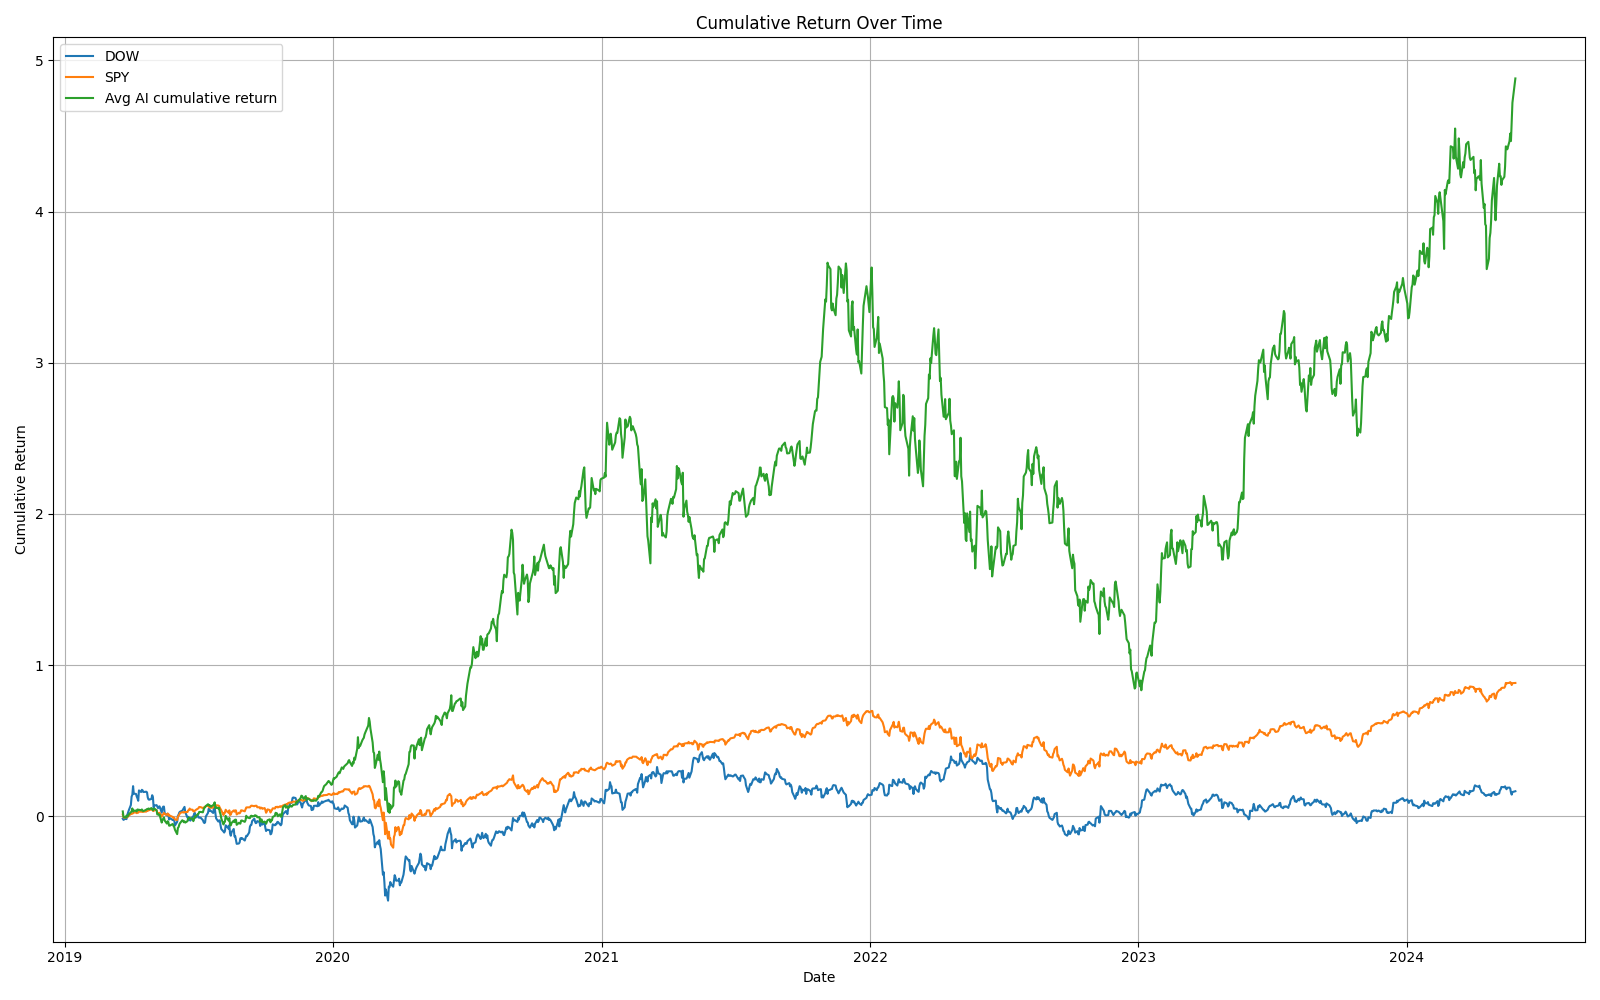 Cumulative Return Over Time
DOW
SPY
Avg AI cumulative return
5
4
3
2
1
0
Cumulative Return
2019
2020
2021
2022
2023
2024
Date